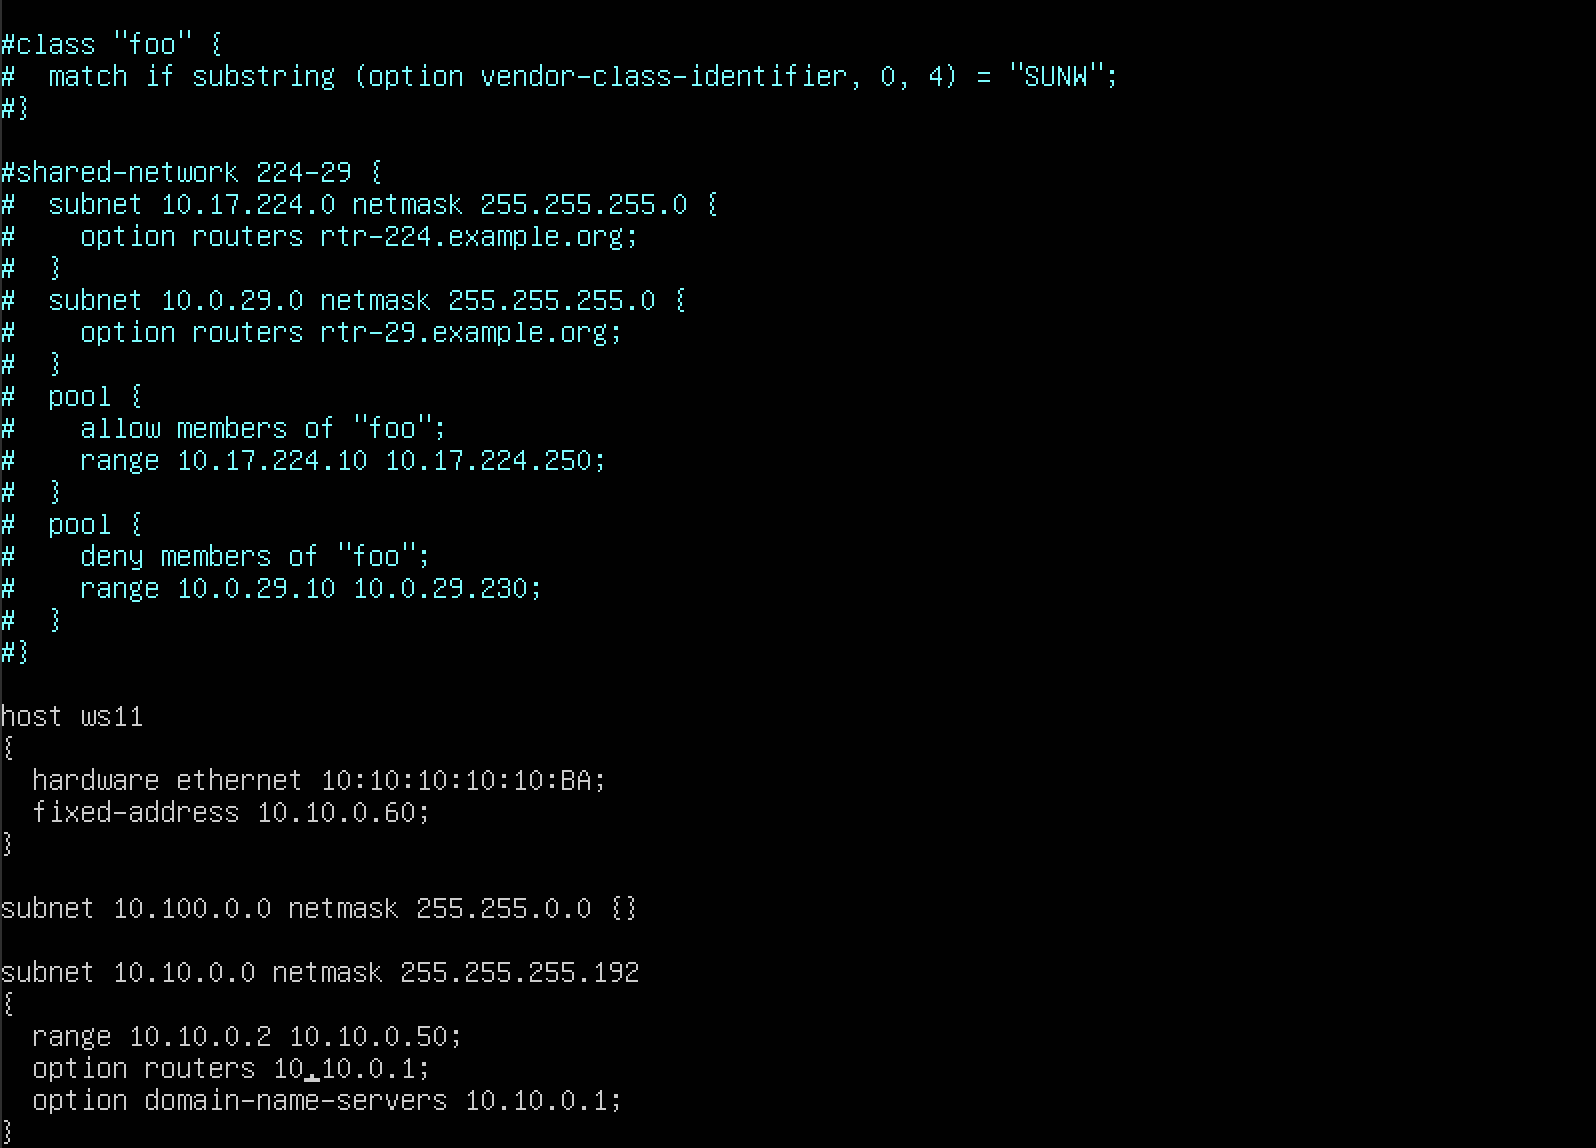 #class "foo" {
#  match if substring (option vendor-class-identifier, 0, 4) = "SUNW";
#}
#shared-network 224-29 {
#  subnet 10.17.224.0 netmask 255.255.255.0 {
#    option routers rtr-224.example.org;
#  }
#  subnet 10.0.29.0 netmask 255.255.255.0 {
#    option routers rtr-29.example.org;
#  }
#  pool {
#    allow members of "foo";
#    range 10.17.224.10 10.17.224.250;
#  }
#  pool {
#    deny members of "foo";
#    range 10.0.29.10 10.0.29.230;
#  }
#}
host ws11
{
  hardware ethernet 10:10:10:10:10:BA;
  fixed-address 10.10.0.60;
}
subnet 10.100.0.0 netmask 255.255.0.0 {}
subnet 10.10.0.0 netmask 255.255.255.192
{
  range 10.10.0.2 10.10.0.50;
  option routers 10.10.0.1;
  option domain-name-servers 10.10.0.1;
}